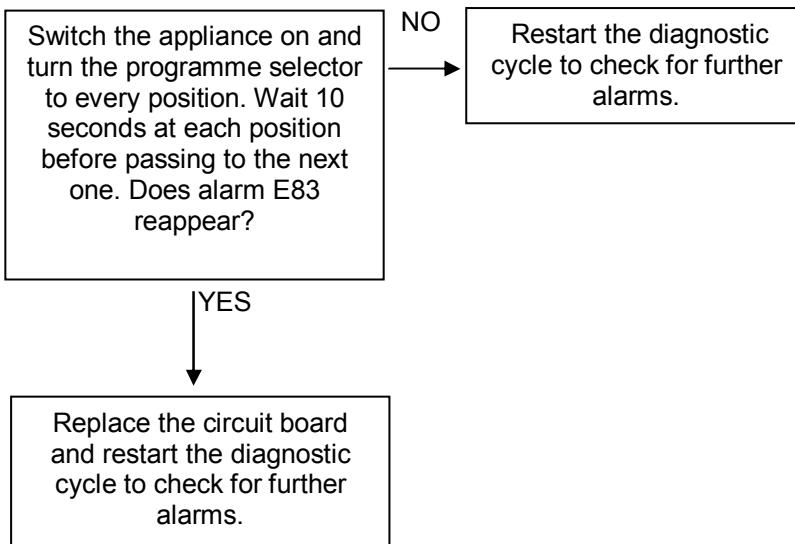 Switch the appliance on and
turn the programme selector
to every position. Wait 10
seconds at each position
before passing to the next
one. Does alarm E83
reappear?
NO
Restart the diagnostic
cycle to check for further
alarms.
YES
Replace the circuit board
and restart the diagnostic
cycle to check for further
alarms.